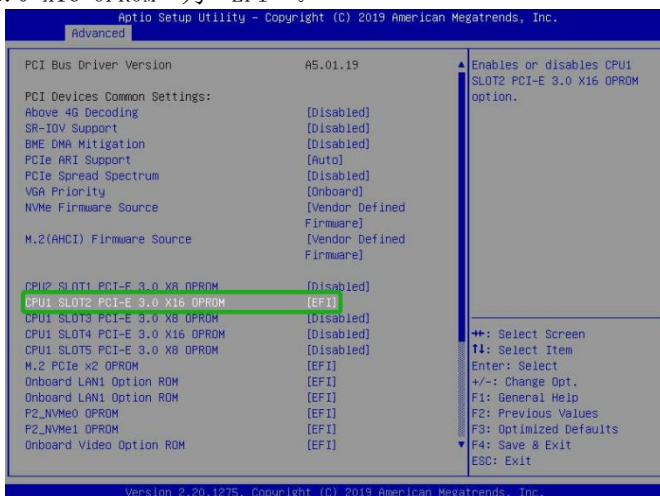 Aptio Setup Utility – Copyright (C) 2019 American Megatrends, Inc.
Advanced
PCI Bus Driver Version A5.01.19
PCI Devices Common Settings:
Above 4G Decoding [Disabled]
SR-IOV Support [Disabled]
BME DMA Mitigation [Disabled]
PCIe ARI Support [Auto]
PCIe Spread Spectrum [Disabled]
VGA Priority [Onboard]
NVMe Firmware Source [Vendor Defined
Firmware]
M.2(AHCI) Firmware Source [Vendor Defined
Firmware]
CPU2 SLOT1 PCI-E 3.0 X8 OPROM [Disabled]
CPU1 SLOT2 PCI-E 3.0 X16 OPROM [EFI]
CPU1 SLOT3 PCI-E 3.0 X8 OPROM [Disabled]
CPU1 SLOT4 PCI-E 3.0 X16 OPROM [Disabled]
CPU1 SLOT5 PCI-E 3.0 X8 OPROM [Disabled]
M.2 PCIe x2 OPROM [EFI]
Onboard LAN1 Option ROM [EFI]
Onboard LAN1 Option ROM [EFI]
P2_NVMe0 OPROM [EFI]
P2_NVMe1 OPROM [EFI]
Onboard Video Option ROM [EFI]
Enables or disables CPU1
SLOT2 PCI-E 3.0 X16 OPROM
option.
→←: Select Screen
↑↓: Select Item
Enter: Select
+/-: Change Opt.
F1: General Help
F2: Previous Values
F3: Optimized Defaults
F4: Save & Exit
ESC: Exit
Version 2.20.1275. Copyright (C) 2019 American Megatrends, Inc.